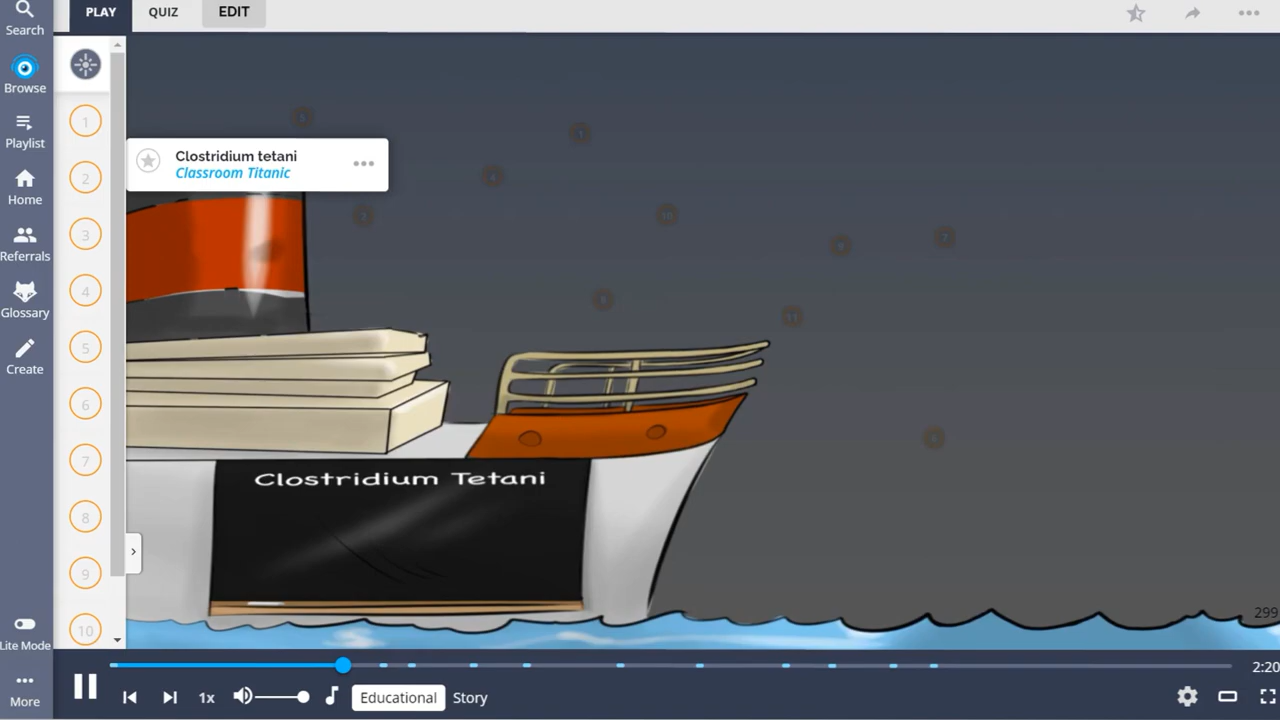 PLAY
QUIZ
EDIT
Search
Browse
Playlist
Home
Referrals
Glossary
Create
Lite Mode
More
1
2
3
4
5
6
7
8
9
10
Clostridium tetani
Classroom Titanic
Clostridium Tetani
299
2:20
1x
Educational
Story